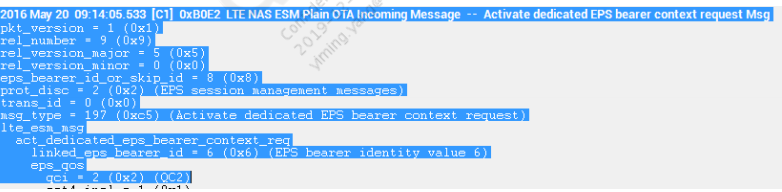 2016 May 20 09:14:05.533 [C1] 0xB0E2 LTE NAS ESM Plain OTA Incoming Message -- Activate dedicated EPS bearer context request Msg
pkt_version = 1 (0x1)
rel_number = 9 (0x9)
rel_version_major = 5 (0x5)
rel_version_minor = 0 (0x0)
eps_bearer_id_or_skip_id = 8 (0x8)
prot_disc = 2 (0x2) (EPS session management messages)
trans_id = 0 (0x0)
msg_type = 197 (0xc5) (Activate dedicated EPS bearer context request)
lte_esm_msg
act_dedicated_eps_bearer_context_req
linked_eps_bearer_id = 6 (0x6) (EPS bearer identity value 6)
eps_qos
qci = 2 (0x2) (QC2)